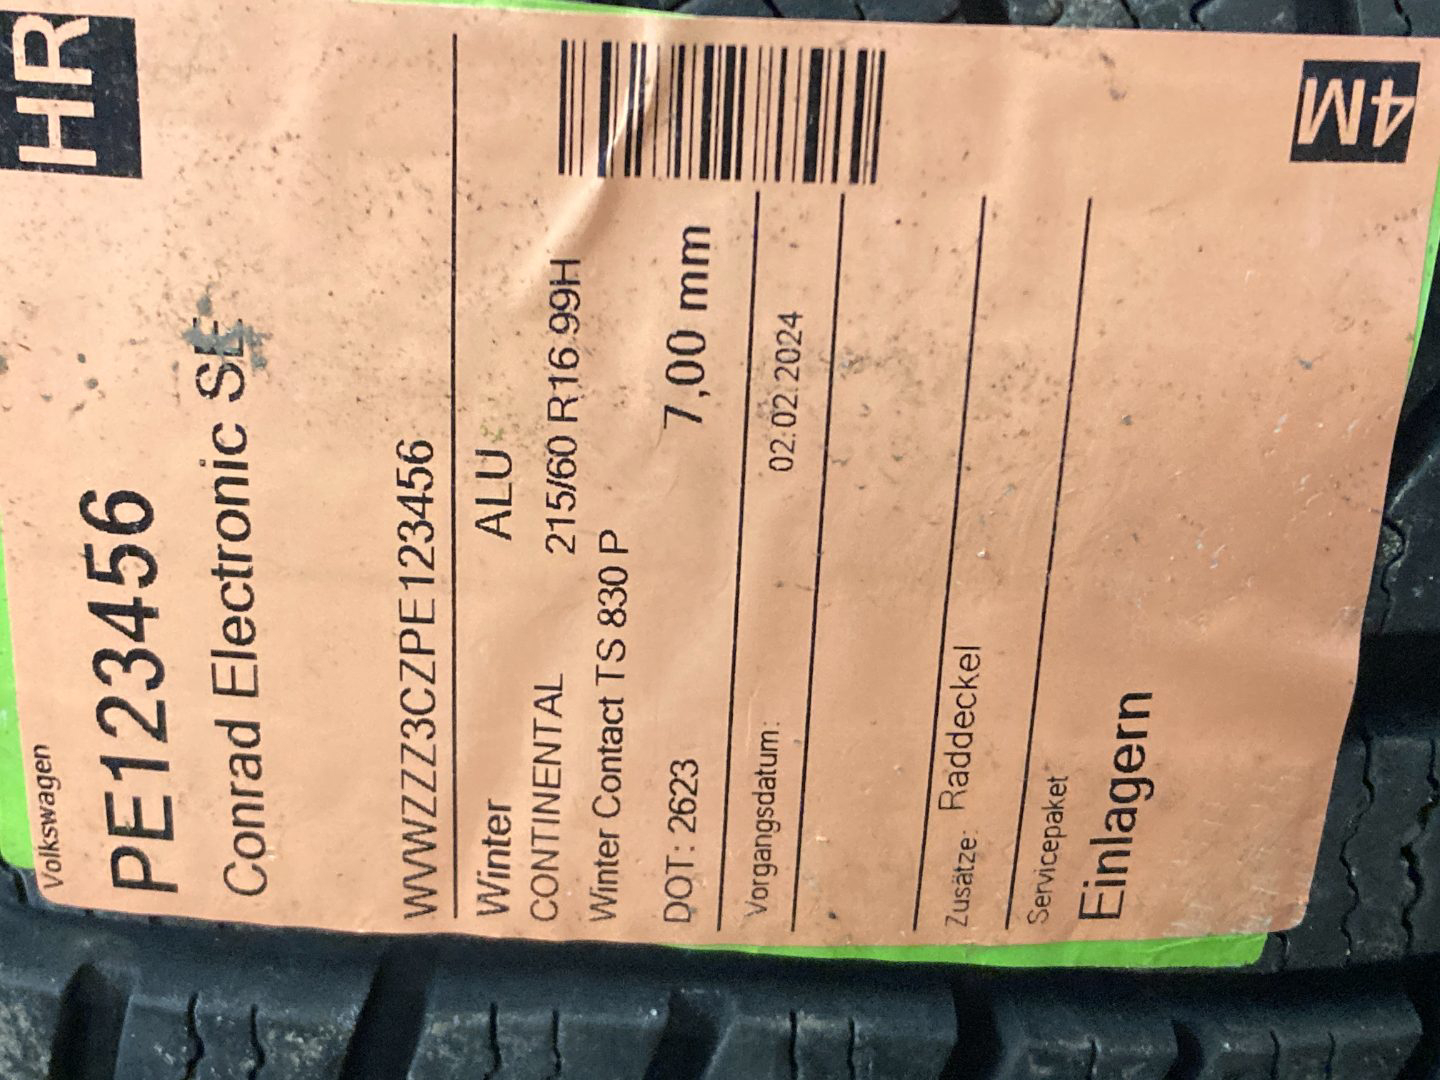 Volkswagen
HR
PE123456
Conrad Electronic SE
WVWZZZ3CZPE123456
Winter ALU
CONTINENTAL 215/60 R16 99H
Winter Contact TS 830 P
DOT: 2623 7,00 mm
Vorgangsdatum: 02.02.2024
Zusätze: Raddeckel
Servicepaket
Einlagern
4M